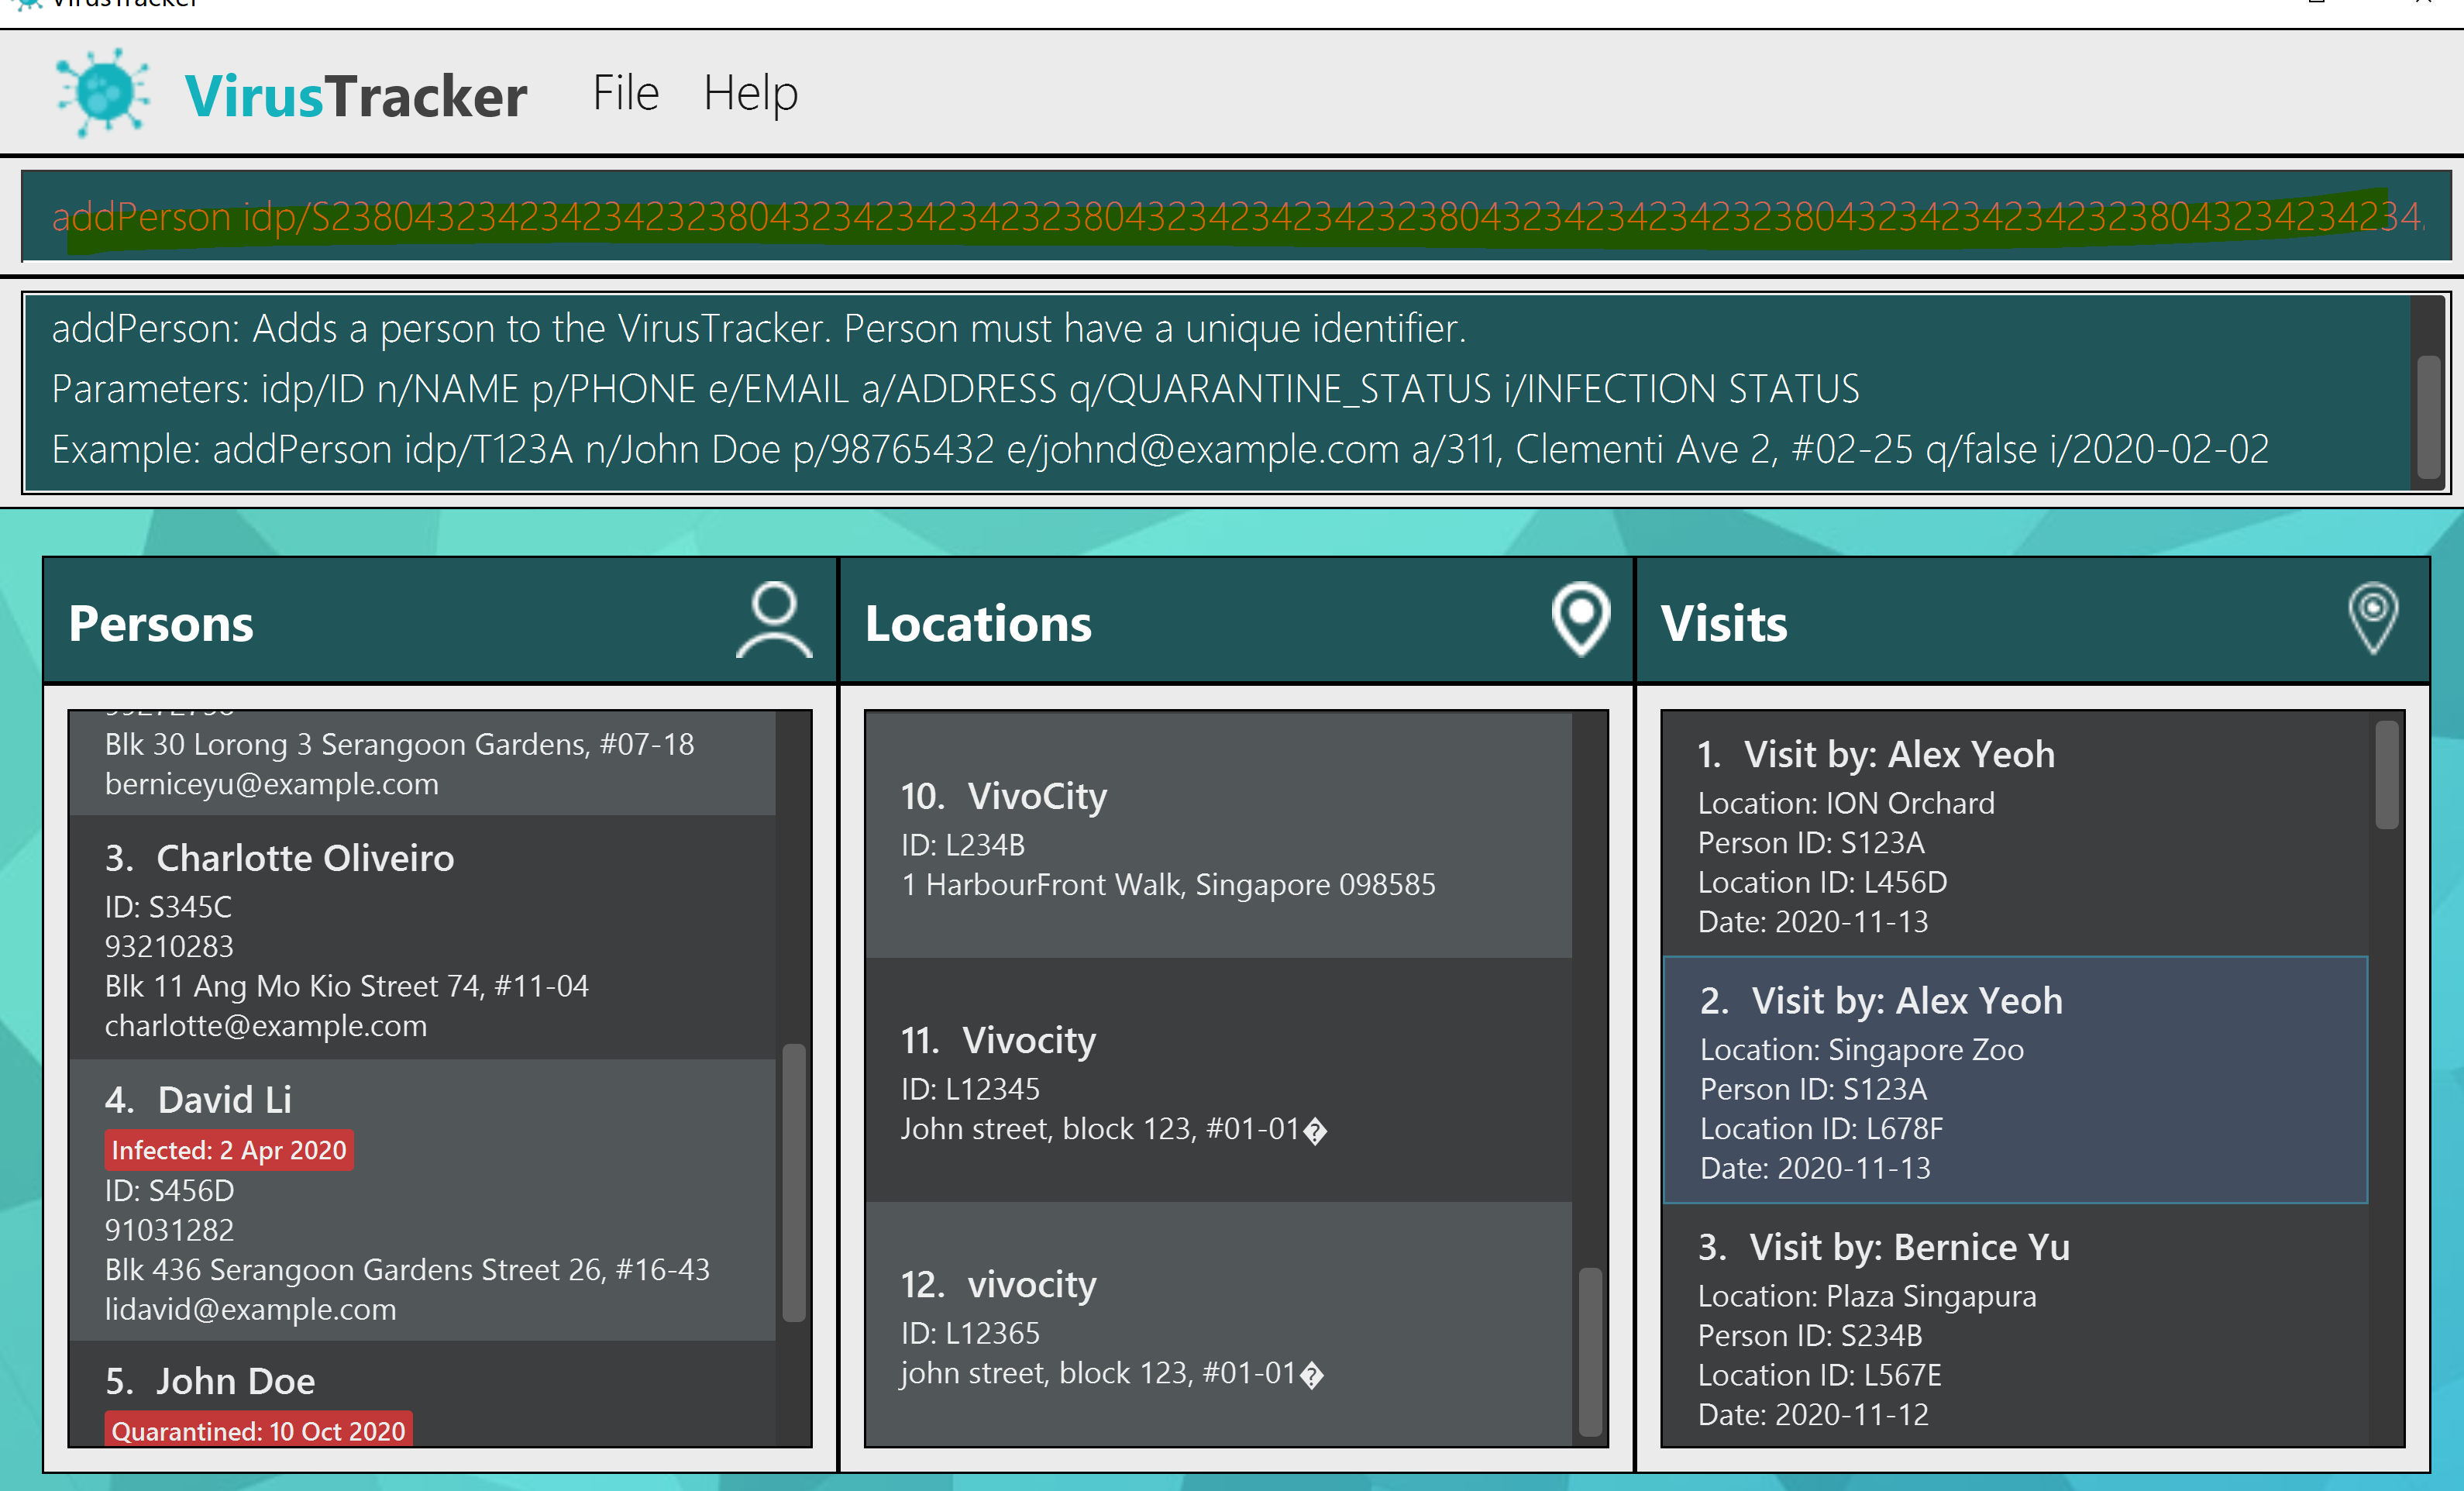 VirusTracker
VirusTracker File Help
addPerson: Adds a person to the VirusTracker. Person must have a unique identifier.
Parameters: idp/ID n/NAME p/PHONE e/EMAIL a/ADDRESS q/QUARANTINE_STATUS i/INFECTION STATUS
Example: addPerson idp/T123A n/John Doe p/98765432 e/johnd@example.com a/311, Clementi Ave 2, #02-25 q/false i/2020-02-02
Persons
Blk 30 Lorong 3 Serangoon Gardens, #07-18
berniceyu@example.com
3. Charlotte Oliveiro
ID: S345C
93210283
Blk 11 Ang Mo Kio Street 74, #11-04
charlotte@example.com
4. David Li
Infected: 2 Apr 2020
ID: S456D
91031282
Blk 436 Serangoon Gardens Street 26, #16-43
lidavid@example.com
5. John Doe
Quarantined: 10 Oct 2020
Locations
10. VivoCity
ID: L234B
1 HarbourFront Walk, Singapore 098585
11. Vivocity
ID: L12345
John street, block 123, #01-01�
12. vivocity
ID: L12365
john street, block 123, #01-01�
Visits
1. Visit by: Alex Yeoh
Location: ION Orchard
Person ID: S123A
Location ID: L456D
Date: 2020-11-13
2. Visit by: Alex Yeoh
Location: Singapore Zoo
Person ID: S123A
Location ID: L678F
Date: 2020-11-13
3. Visit by: Bernice Yu
Location: Plaza Singapura
Person ID: S234B
Location ID: L567E
Date: 2020-11-12